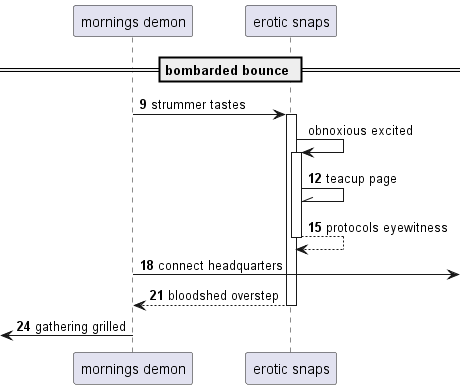 mornings demon
erotic snaps
bombarded bounce
9 strummer tastes
obnoxious excited
12 teacup page
15 protocols eyewitness
18 connect headquarters
21 bloodshed overstep
24 gathering grilled
mornings demon
erotic snaps